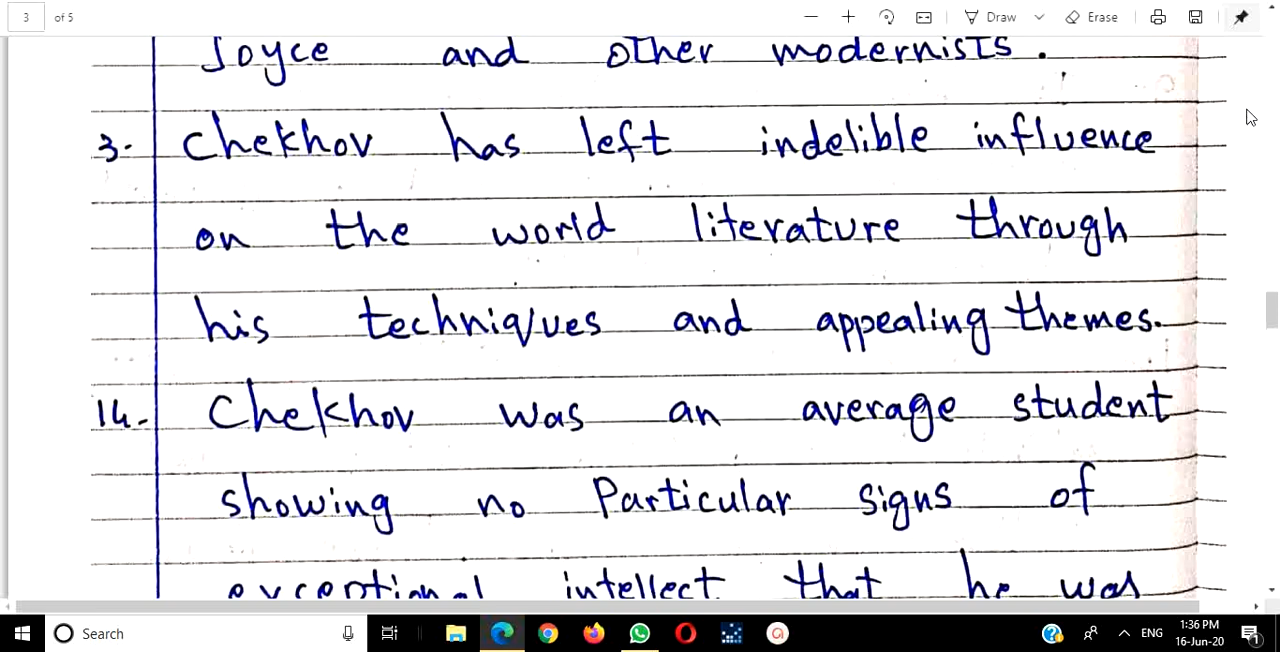 3 of 5 Draw Erase
Joyce and other modernists.
3. Chekhov has left indelible influence
on the world literature through
his techniques and appealing themes.
14. Chekhov was an average student
showing no Particular signs of
exceptional intellect that he was
Search ENG 1:36 PM
16-Jun-20
1